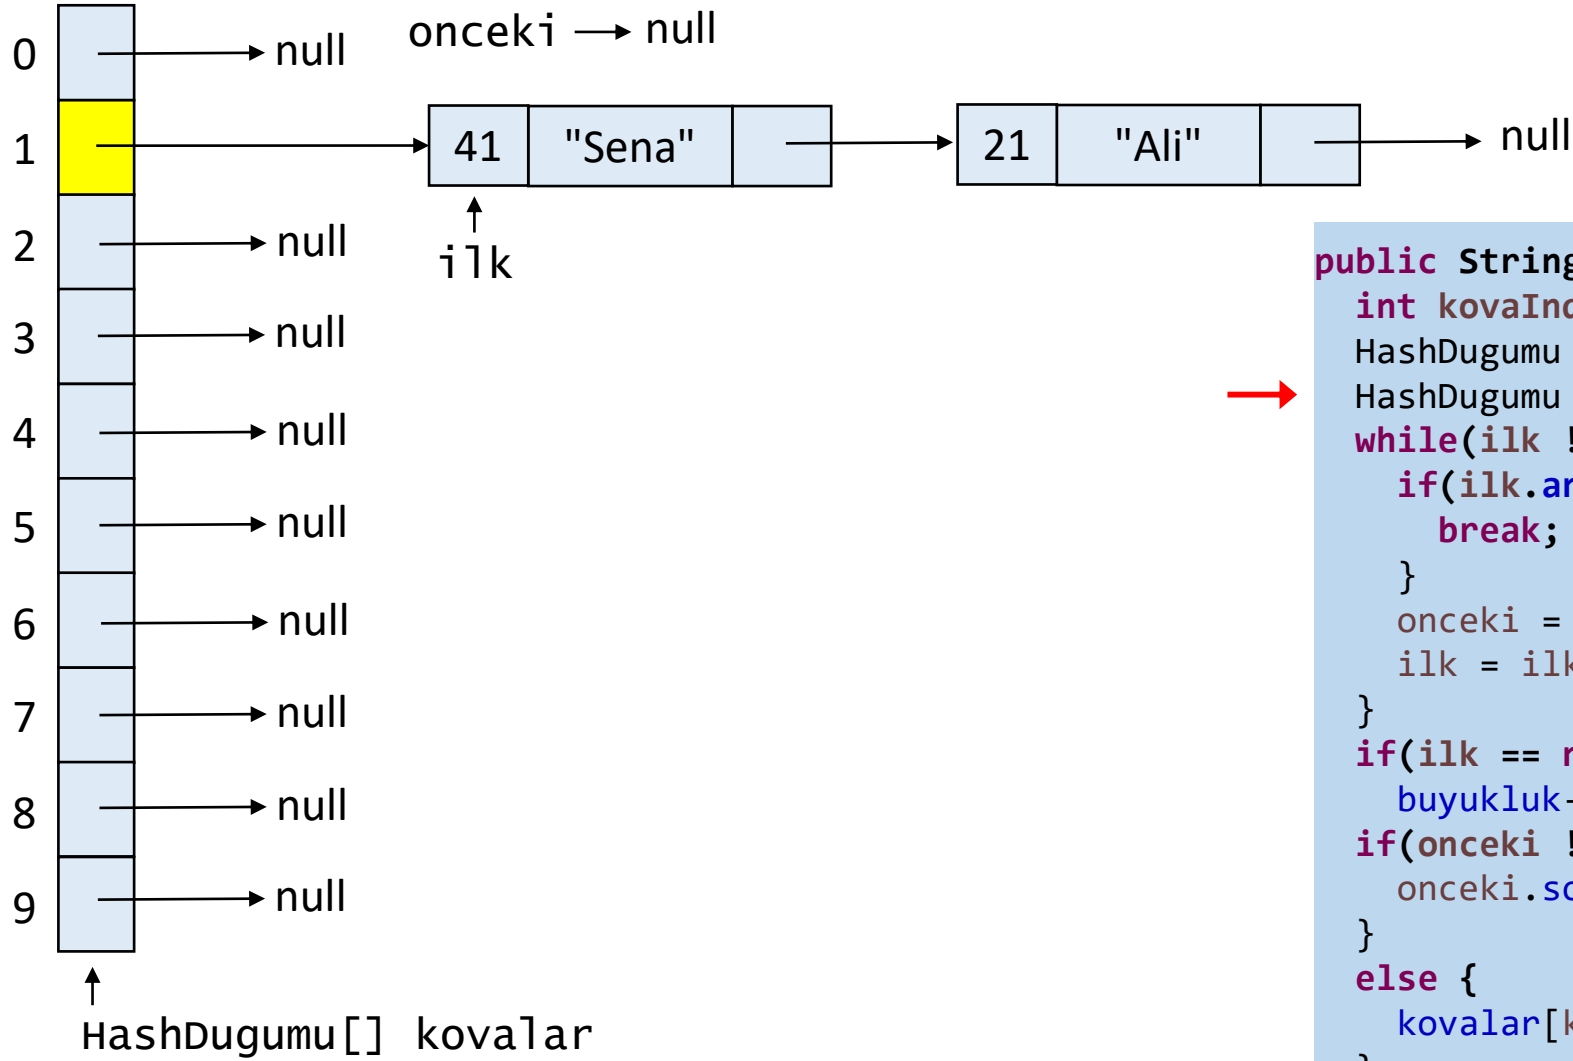 0 null onceki null
1 41 "Sena" 21 "Ali" null
ilk
2 null
3 null
4 null
5 null
6 null
7 null
8 null
9 null
HashDugumu[] kovalar
public String
int kovaInd
HashDugumu
HashDugumu
while(ilk !
if(ilk.an
break;
}
onceki =
ilk = ilk
}
if(ilk == n
buyukluk-
if(onceki !
onceki.so
}
else {
kovalar[k
}